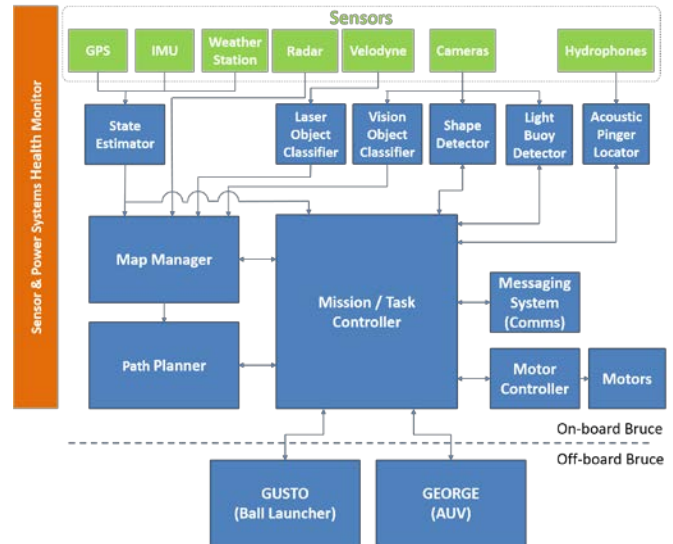 Sensors
GPS
IMU
Weather
Station
Radar
Velodyne
Cameras
Hydrophones
Sensor & Power Systems Health Monitor
State
Estimator
Laser
Object
Classifier
Vision
Object
Classifier
Shape
Detector
Light
Buoy
Detector
Acoustic
Pinger
Locator
Map Manager
Mission / Task
Controller
Messaging
System
(Comms)
Path Planner
Motor
Controller
Motors
On-board Bruce
Off-board Bruce
GUSTO
(Ball Launcher)
GEORGE
(AUV)